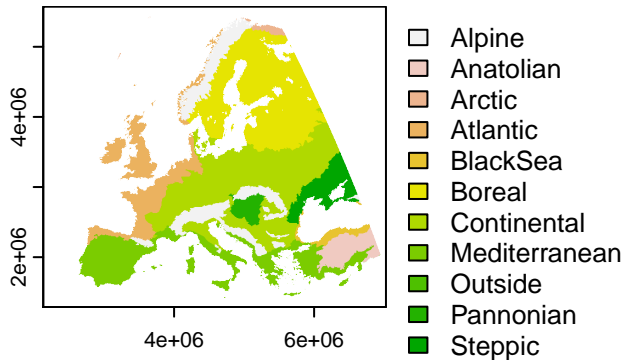 4e+06
2e+06
4e+06
6e+06
Alpine
Anatolian
Arctic
Atlantic
BlackSea
Boreal
Continental
Mediterranean
Outside
Pannonian
Steppic